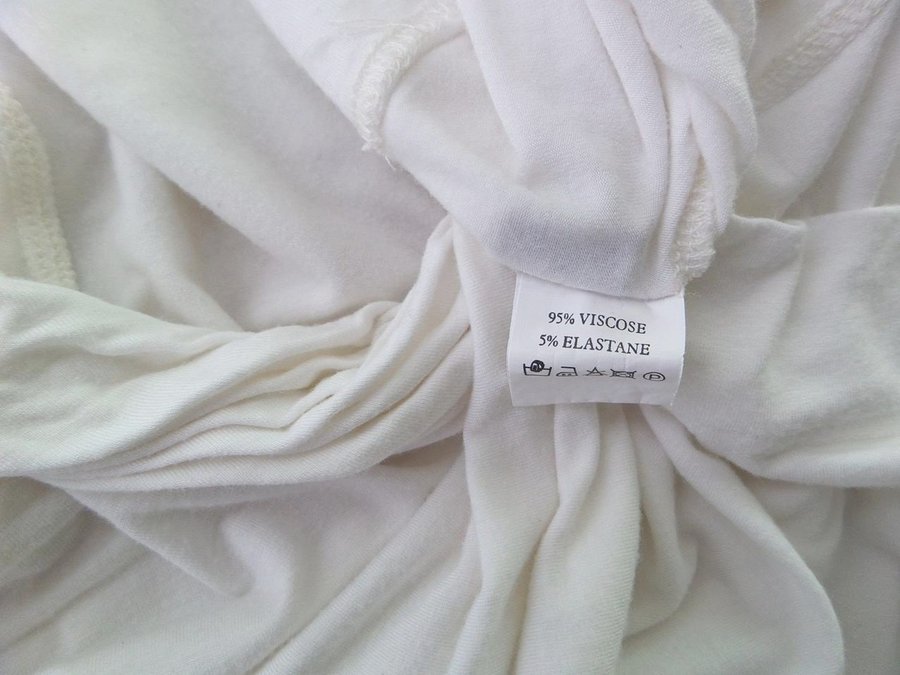 95% VISCOSE
5% ELASTANE
P